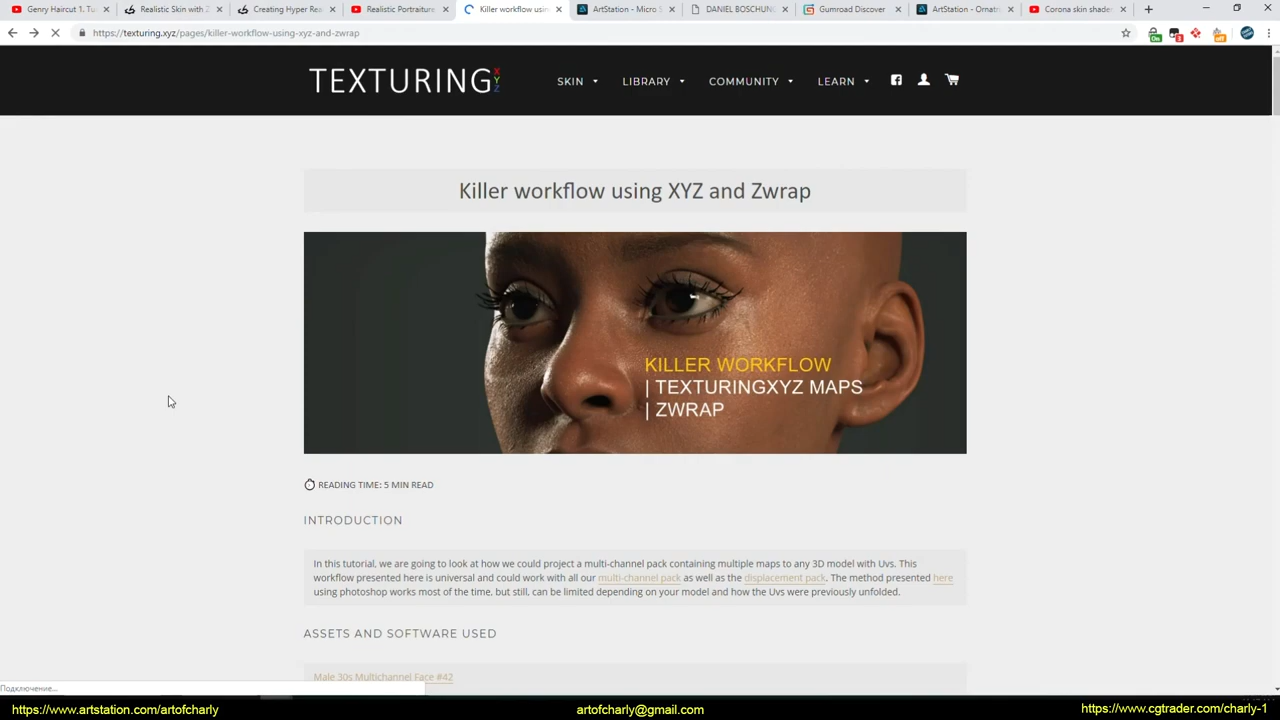 Genry Haircut 1. Tu
Realistic Skin with Z
Creating Hyper Rea
Realistic Portraiture
Killer workflow usin
ArtStation - Micro S
DANIEL BOSCHUNG
Gumroad Discover
ArtStation - Ornatr
Corona skin shader
https://texturing.xyz/pages/killer-workflow-using-xyz-and-zwrap
On
3
off
TEXTURING XYZ
SKIN
LIBRARY
COMMUNITY
LEARN
Killer workflow using XYZ and Zwrap
KILLER WORKFLOW
| TEXTURINGXYZ MAPS
| ZWRAP
READING TIME: 5 MIN READ
INTRODUCTION
In this tutorial, we are going to look at how we could project a multi-channel pack containing multiple maps to any 3D model with Uvs. This
workflow presented here is universal and could work with all our multi-channel pack as well as the displacement pack. The method presented here
using photoshop works most of the time, but still, can be limited depending on your model and how the Uvs were previously unfolded.
ASSETS AND SOFTWARE USED
Male 30s Multichannel Face #42
Подключение...
https://www.artstation.com/artofcharly
artofcharly@gmail.com
https://www.cgtrader.com/charly-1